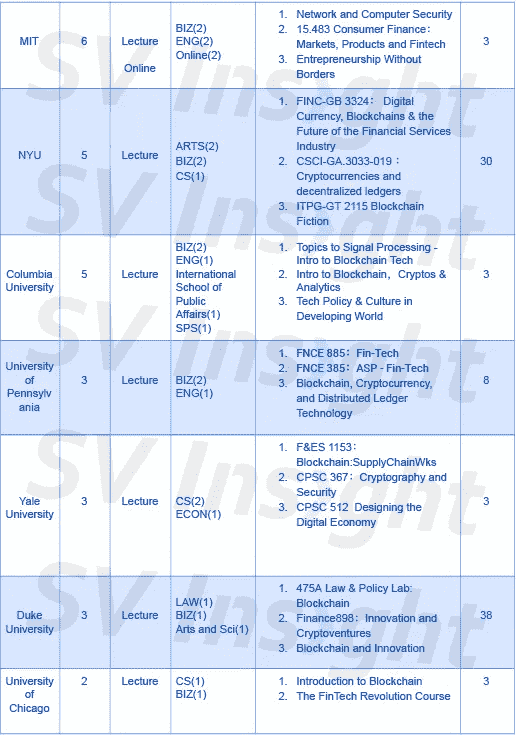 MIT
6
Lecture
Online
BIZ(2)
ENG(2)
Online(2)
1. Network and Computer Security
2. 15.483 Consumer Finance：
Markets, Products and Fintech
3. Entrepreneurship Without
Borders
3
NYU
5
Lecture
ARTS(2)
BIZ(2)
CS(1)
1. FINC-GB 3324： Digital
Currency, Blockchains & the
Future of the Financial Services
Industry
2. CSCI-GA.3033-019：
Cryptocurrencies and
decentralized ledgers
3. ITPG-GT 2115 Blockchain
Fiction
30
Columbia
University
5
Lecture
BIZ(2)
ENG(1)
International
School of
Public
Affairs(1)
SPS(1)
1. Topics to Signal Processing -
Intro to Blockchain Tech
2. Intro to Blockchain， Cryptos &
Analytics
3. Tech Policy & Culture in
Developing World
3
University
of
Pennsylv
ania
3
Lecture
BIZ(2)
ENG(1)
1. FNCE 885：Fin-Tech
2. FNCE 385：ASP - Fin-Tech
3. Blockchain, Cryptocurrency,
and Distributed Ledger
Technology
8
Yale
University
3
Lecture
CS(2)
ECON(1)
1. F&ES 1153：
Blockchain:SupplyChainWks
2. CPSC 367：Cryptography and
Security
3. CPSC 512 Designing the
Digital Economy
3
Duke
University
3
Lecture
LAW(1)
BIZ(1)
Arts and Sci(1)
1. 475A Law & Policy Lab:
Blockchain
2. Finance898：Innovation and
Cryptoventures
3. Blockchain and Innovation
38
University
of
Chicago
2
Lecture
CS(1)
BIZ(1)
1. Introduction to Blockchain
2. The FinTech Revolution Course
3
SV Insight
SV Insight
SV Insight
SV Insight
SV Insight